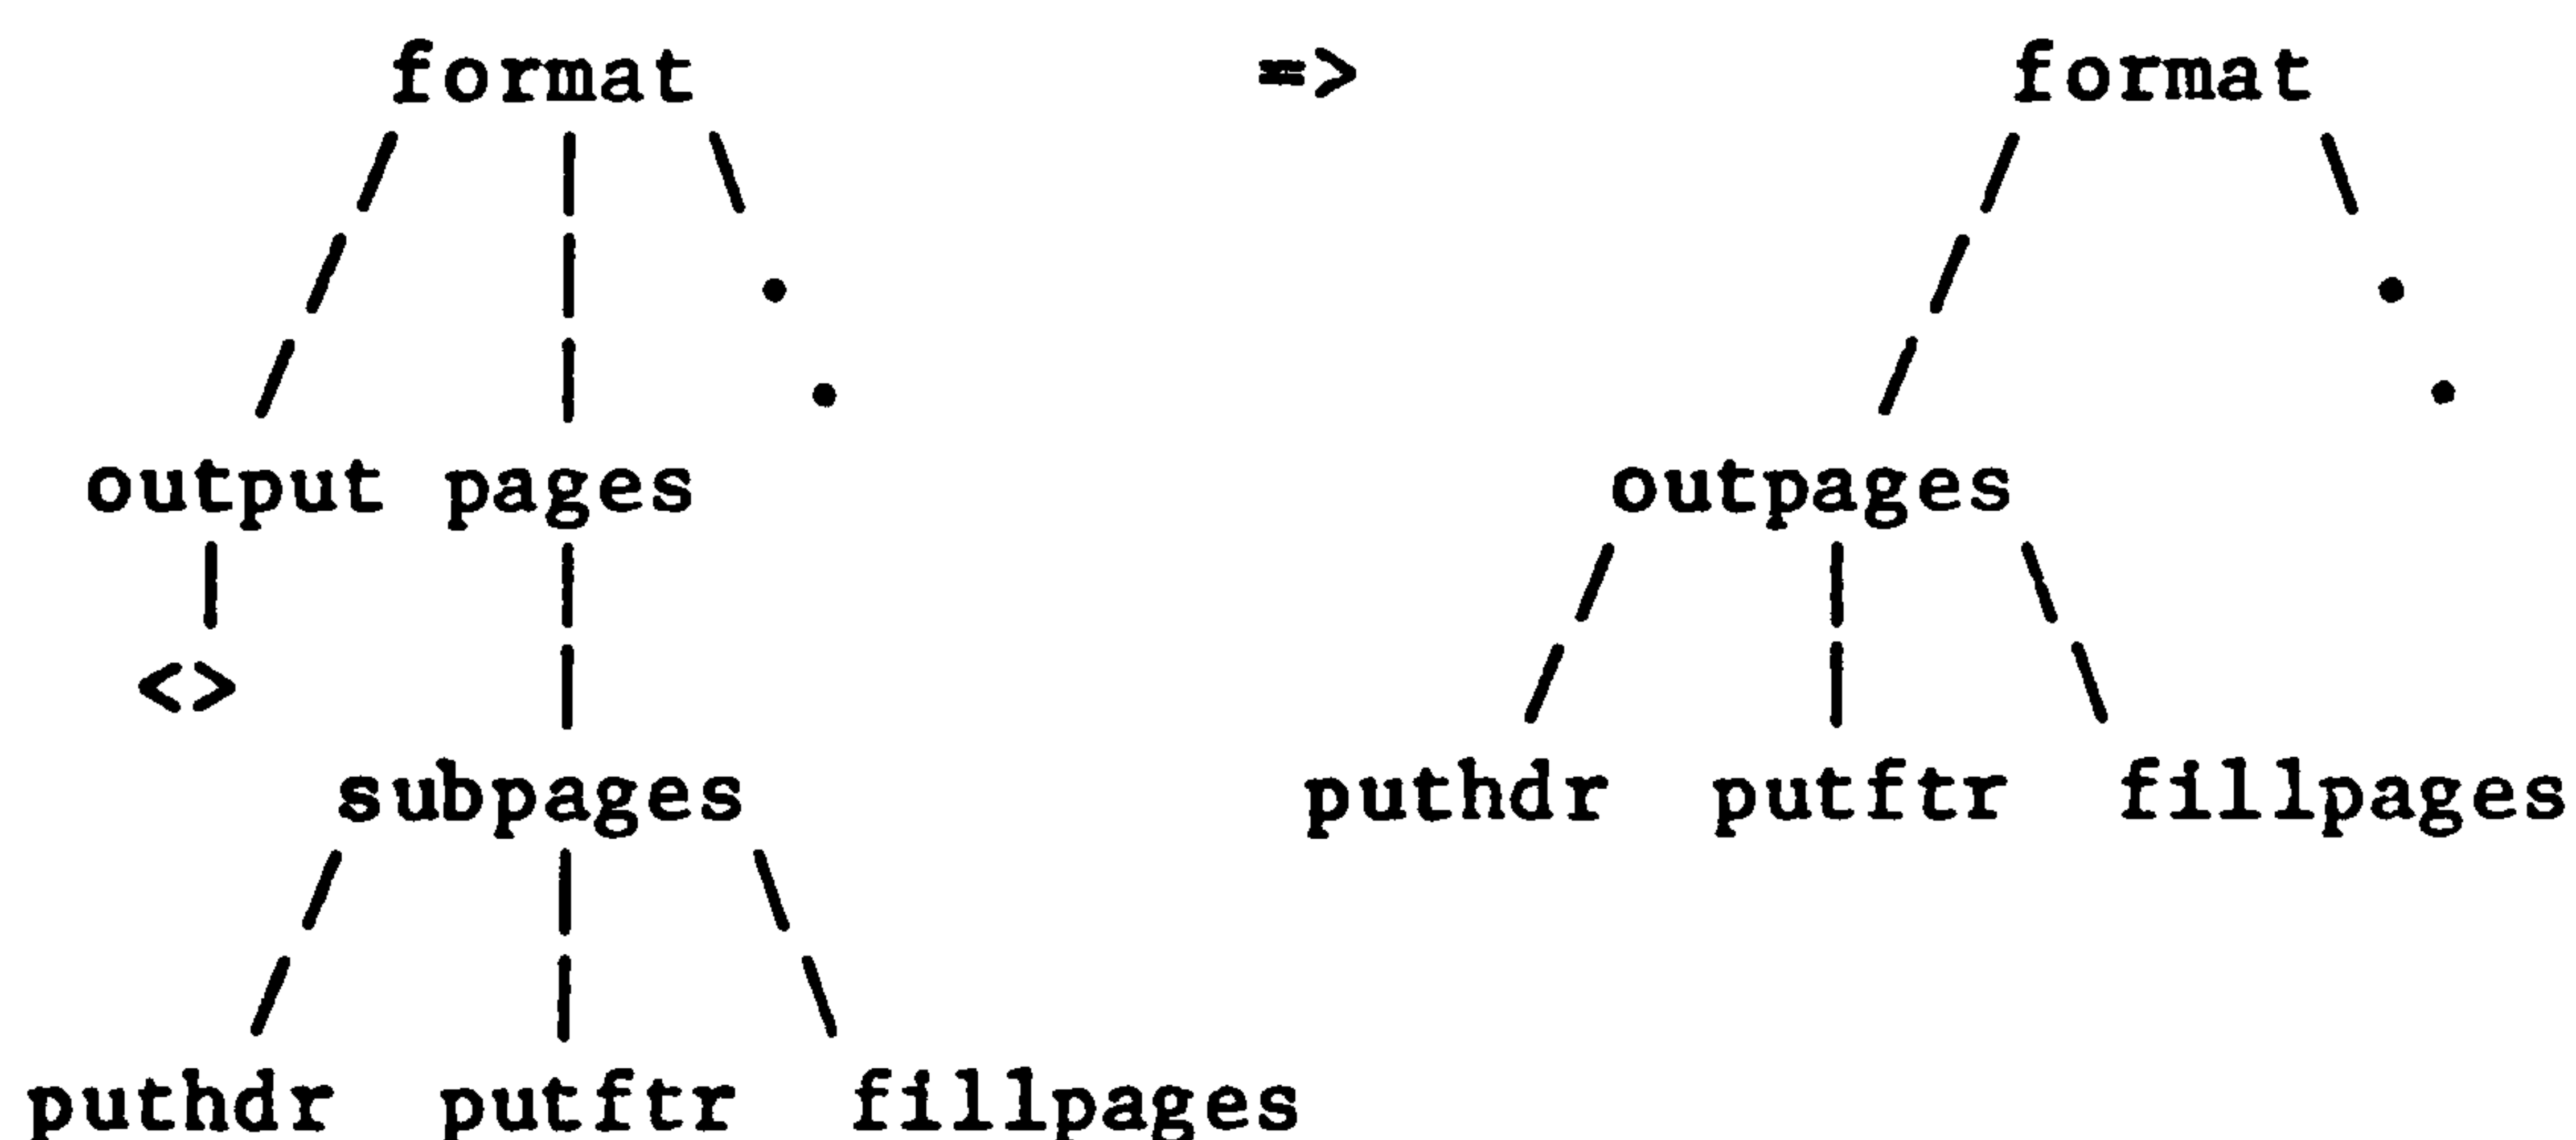 format => format
output pages outpages
<>
subpages puthdr putftr fillpages
puthdr putftr fillpages